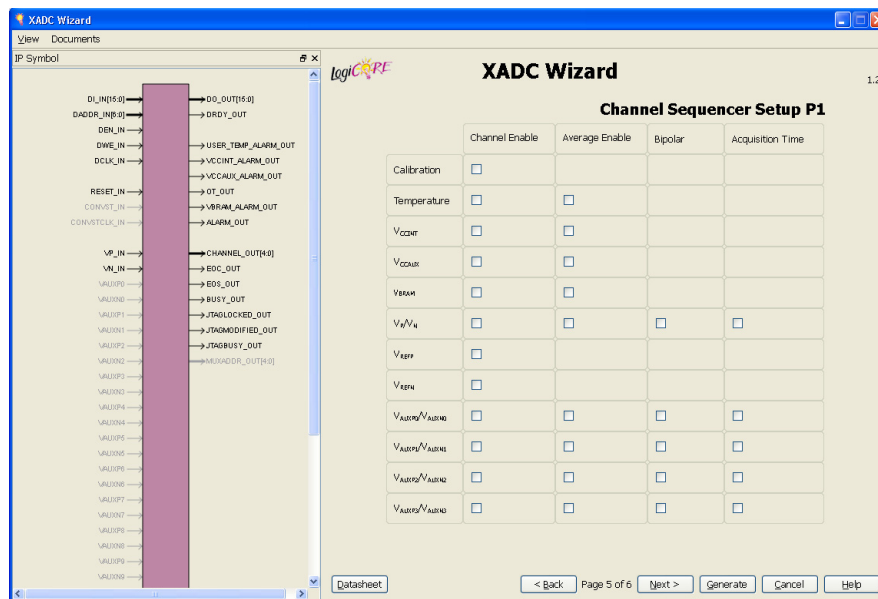 XADC Wizard
View Documents
IP Symbol
DI_IN[15:0]
DADDR_IN[6:0]
DEN_IN
DWE_IN
DCLK_IN
RESET_IN
CONVST_IN
CONVSTCLK_IN
VP_IN
VN_IN
VAUXP0
VAUXN0
VAUXP1
VAUXN1
VAUXP2
VAUXN2
VAUXP3
VAUXN3
VAUXP4
VAUXN4
VAUXP5
VAUXN5
VAUXP6
VAUXN6
VAUXP7
VAUXN7
VAUXP8
VAUXN8
VAUXP9
VAUXN9
DO_OUT[15:0]
DRDY_OUT
USER_TEMP_ALARM_OUT
VCCINT_ALARM_OUT
VCCAUX_ALARM_OUT
OT_OUT
VBRAM_ALARM_OUT
ALARM_OUT
CHANNEL_OUT[4:0]
EOC_OUT
EOS_OUT
BUSY_OUT
JTAGLOCKED_OUT
JTAGMODIFIED_OUT
JTAGBUSY_OUT
MUXADDR_OUT[4:0]
LogiCORE
XADC Wizard
1.2
Channel Sequencer Setup P1
Channel Enable Average Enable Bipolar Acquisition Time
Calibration
Temperature
VCCINT
VCCAUX
VBRAM
VP/VN
VREFP
VREFN
VAUXP0/VAUXN0
VAUXP1/VAUXN1
VAUXP2/VAUXN2
VAUXP3/VAUXN3
Datasheet < Back Page 5 of 6 Next > Generate Cancel Help